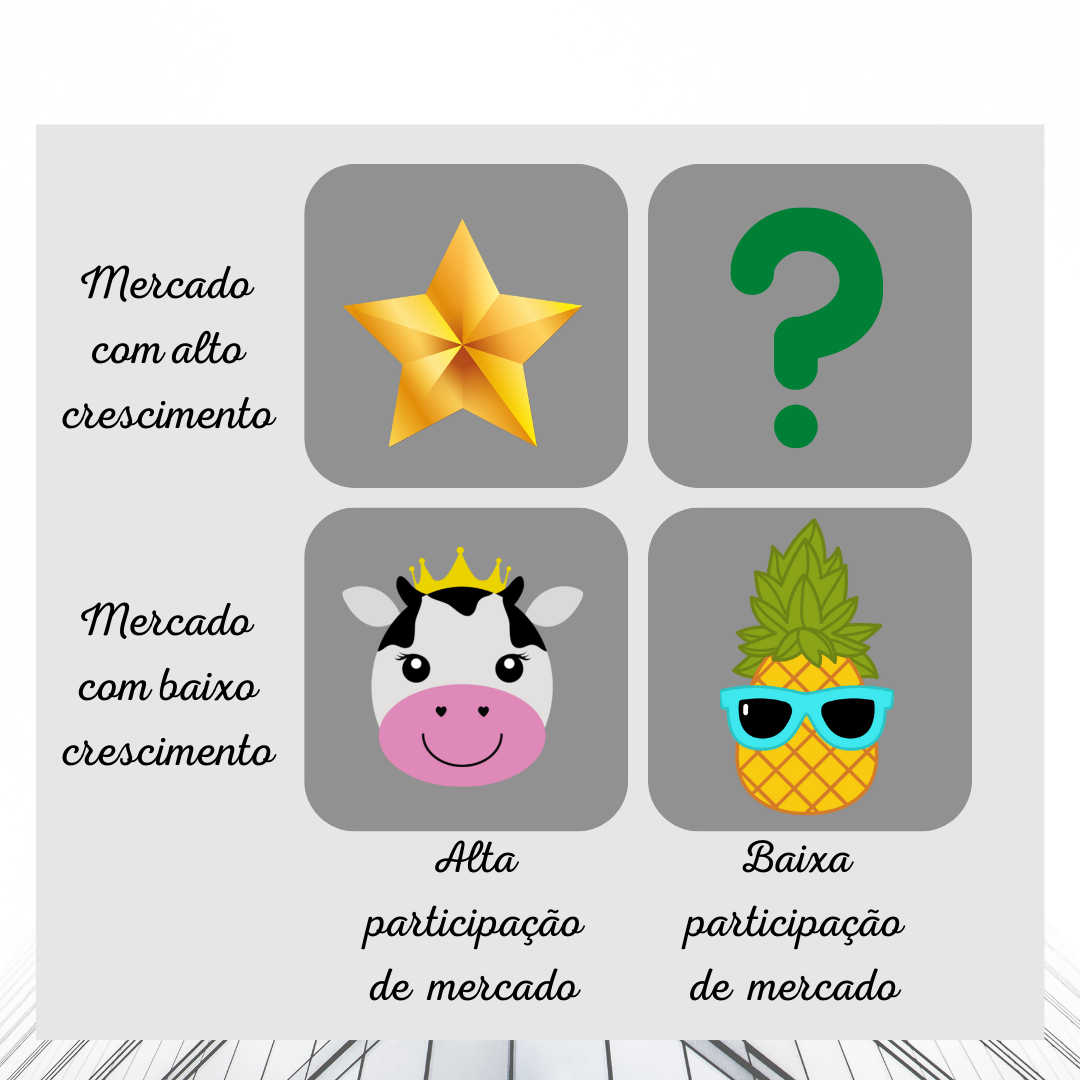 Mercado
com alto
crescimento
?
Mercado
com baixo
crescimento
Alta
participação
de mercado
Baixa
participação
de mercado